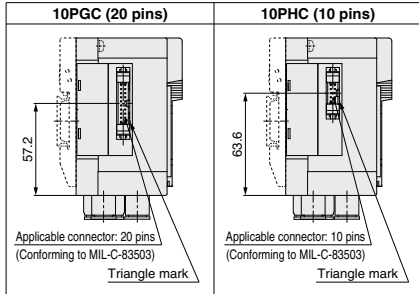 10PGC (20 pins)
10PHC (10 pins)
57.2
Applicable connector: 20 pins
(Conforming to MIL-C-83503)
Triangle mark
63.6
Applicable connector: 10 pins
(Conforming to MIL-C-83503)
Triangle mark